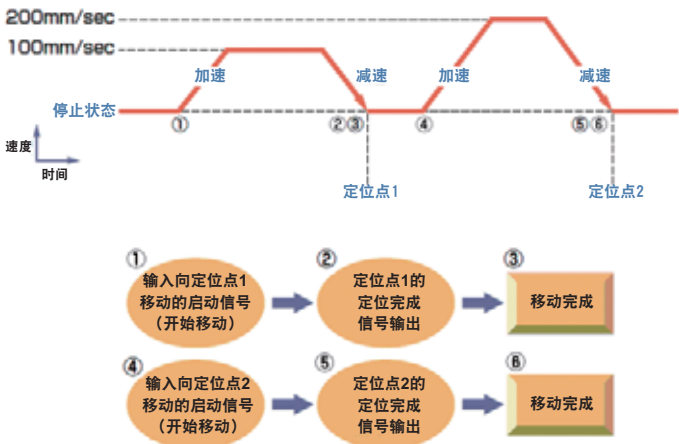 200mm/sec
100mm/sec
加速
减速
加速
减速
停止状态
①
②③
④
⑤⑥
速度
时间
定位点1
定位点2
①
输入向定位点1
移动的启动信号
（开始移动）
②
定位点1的
定位完成
信号输出
③
移动完成
④
输入向定位点2
移动的启动信号
（开始移动）
⑤
定位点2的
定位完成
信号输出
⑥
移动完成